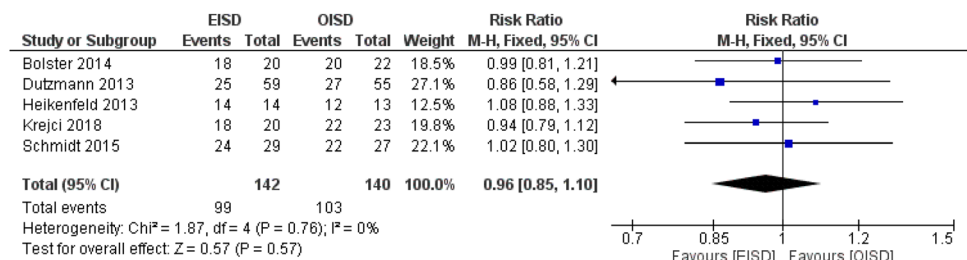 EISD OISD Risk Ratio Risk Ratio
Study or Subgroup Events Total Events Total Weight M-H, Fixed, 95% CI M-H, Fixed, 95% CI
Bolster 2014 18 20 20 22 18.5% 0.99 [0.81, 1.21]
Dutzmann 2013 25 59 27 55 27.1% 0.86 [0.58, 1.29]
Heikenfeld 2013 14 14 12 13 12.5% 1.08 [0.88, 1.33]
Krejci 2018 18 20 22 23 19.8% 0.94 [0.79, 1.12]
Schmidt 2015 24 29 22 27 22.1% 1.02 [0.80, 1.30]
Total (95% CI) 142 140 100.0% 0.96 [0.85, 1.10]
Total events 99 103
Heterogeneity: Chi² = 1.87, df = 4 (P = 0.76); I² = 0%
Test for overall effect: Z = 0.57 (P = 0.57)
0.7 0.85 1 1.2 1.5
Favours [EISD] Favours [OISD]